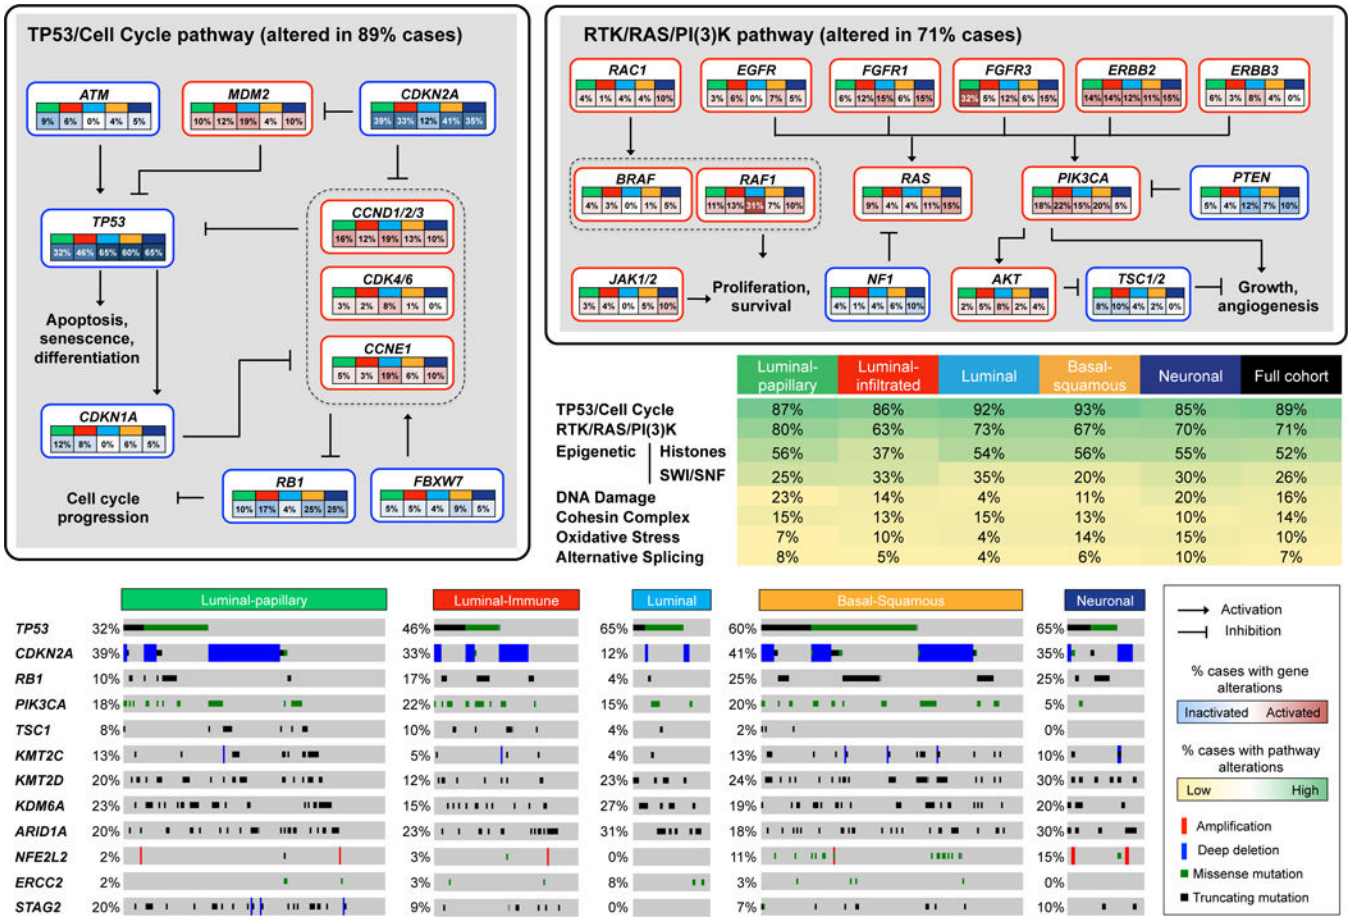 TP53/Cell Cycle pathway (altered in 89% cases)
ATM
9% 6% 0% 4% 5%
MDM2
10% 12% 19% 4% 10%
CDKN2A
39% 33% 12% 41% 35%
TP53
32% 46% 65% 60% 65%
CCND1/2/3
16% 12% 19% 13% 10%
CDK4/6
3% 2% 8% 1% 0%
CCNE1
5% 3% 19% 6% 10%
Apoptosis,
senescence,
differentiation
CDKN1A
12% 8% 0% 6% 5%
RB1
10% 17% 4% 25% 25%
FBXW7
5% 5% 4% 9% 5%
Cell cycle
progression
RTK/RAS/PI(3)K pathway (altered in 71% cases)
RAC1
4% 1% 4% 4% 10%
EGFR
3% 6% 0% 7% 5%
FGFR1
6% 12% 15% 6% 15%
FGFR3
32% 5% 12% 6% 15%
ERBB2
14% 14% 12% 11% 15%
ERBB3
6% 3% 8% 4% 0%
BRAF
4% 3% 0% 1% 5%
RAF1
11% 13% 31% 7% 10%
RAS
9% 4% 4% 11% 15%
PIK3CA
18% 22% 15% 20% 5%
PTEN
5% 4% 12% 7% 10%
JAK1/2
3% 4% 0% 5% 10%
Proliferation,
survival
NF1
4% 1% 4% 6% 10%
AKT
2% 5% 8% 2% 4%
TSC1/2
8% 10% 4% 2% 0%
Growth,
angiogenesis
Luminal-papillary Luminal-infiltrated Luminal Basal-squamous Neuronal Full cohort
TP53/Cell Cycle 87% 86% 92% 93% 85% 89%
RTK/RAS/PI(3)K 80% 63% 73% 67% 70% 71%
Epigenetic Histones 56% 37% 54% 56% 55% 52%
SWI/SNF 25% 33% 35% 20% 30% 26%
DNA Damage 23% 14% 4% 11% 20% 16%
Cohesin Complex 15% 13% 15% 13% 10% 14%
Oxidative Stress 7% 10% 4% 14% 15% 10%
Alternative Splicing 8% 5% 4% 6% 10% 7%
Luminal-papillary Luminal-Immune Luminal Basal-Squamous Neuronal
TP53 32% 46% 65% 60% 65%
CDKN2A 39% 33% 12% 41% 35%
RB1 10% 17% 4% 25% 25%
PIK3CA 18% 22% 15% 20% 5%
TSC1 8% 10% 4% 2% 0%
KMT2C 13% 5% 4% 13% 10%
KMT2D 20% 12% 23% 24% 30%
KDM6A 23% 15% 27% 19% 20%
ARID1A 20% 23% 31% 18% 30%
NFE2L2 2% 3% 0% 11% 15%
ERCC2 2% 3% 8% 3% 0%
STAG2 20% 9% 0% 7% 10%
Activation
Inhibition
% cases with gene
alterations
Inactivated Activated
% cases with pathway
alterations
Low High
Amplification
Deep deletion
Missense mutation
Truncating mutation